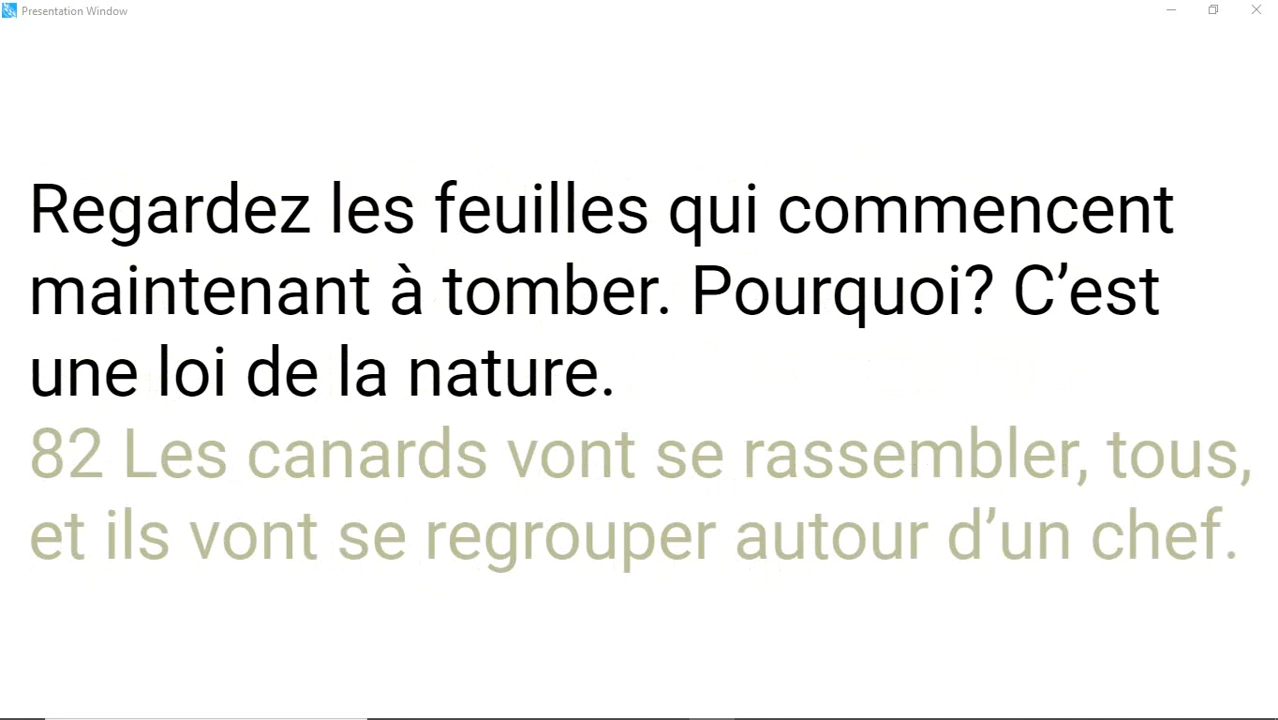 Presentation Window
Regardez les feuilles qui commencent
maintenant à tomber. Pourquoi? C’est
une loi de la nature.
82 Les canards vont se rassembler, tous,
et ils vont se regrouper autour d’un chef.